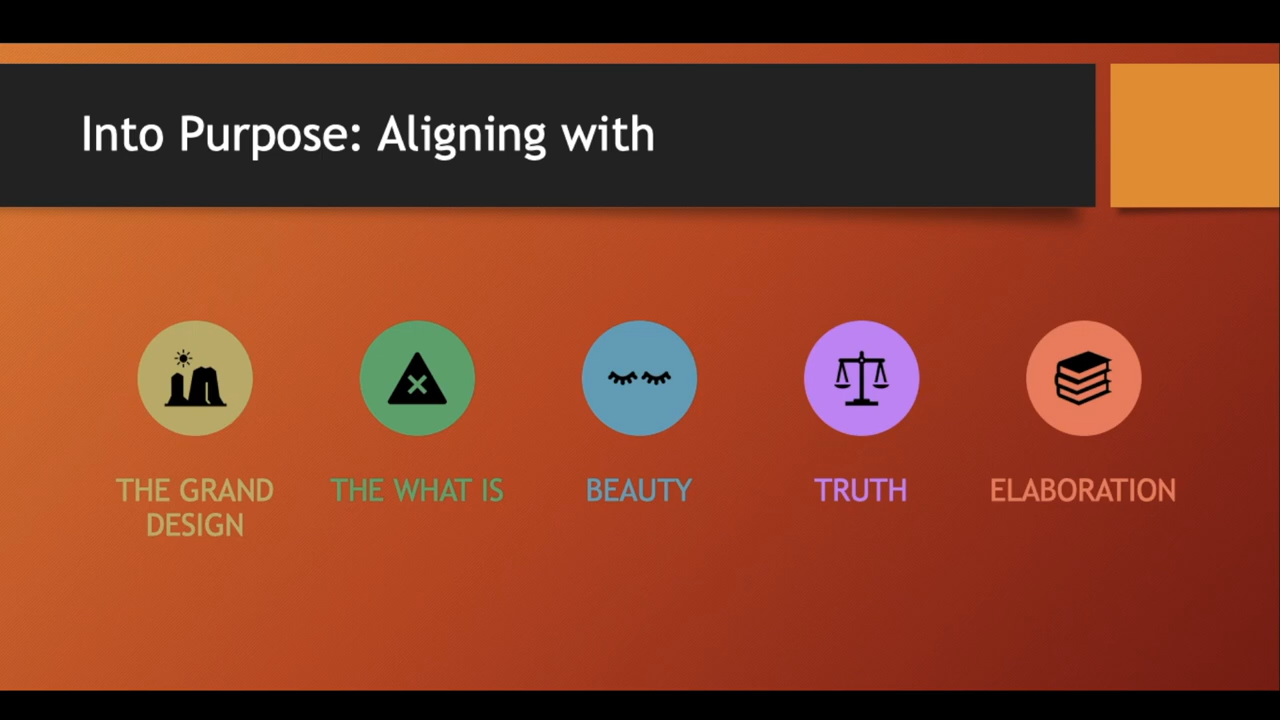 Into Purpose: Aligning with
THE GRAND
DESIGN
THE WHAT IS
BEAUTY
TRUTH
ELABORATION